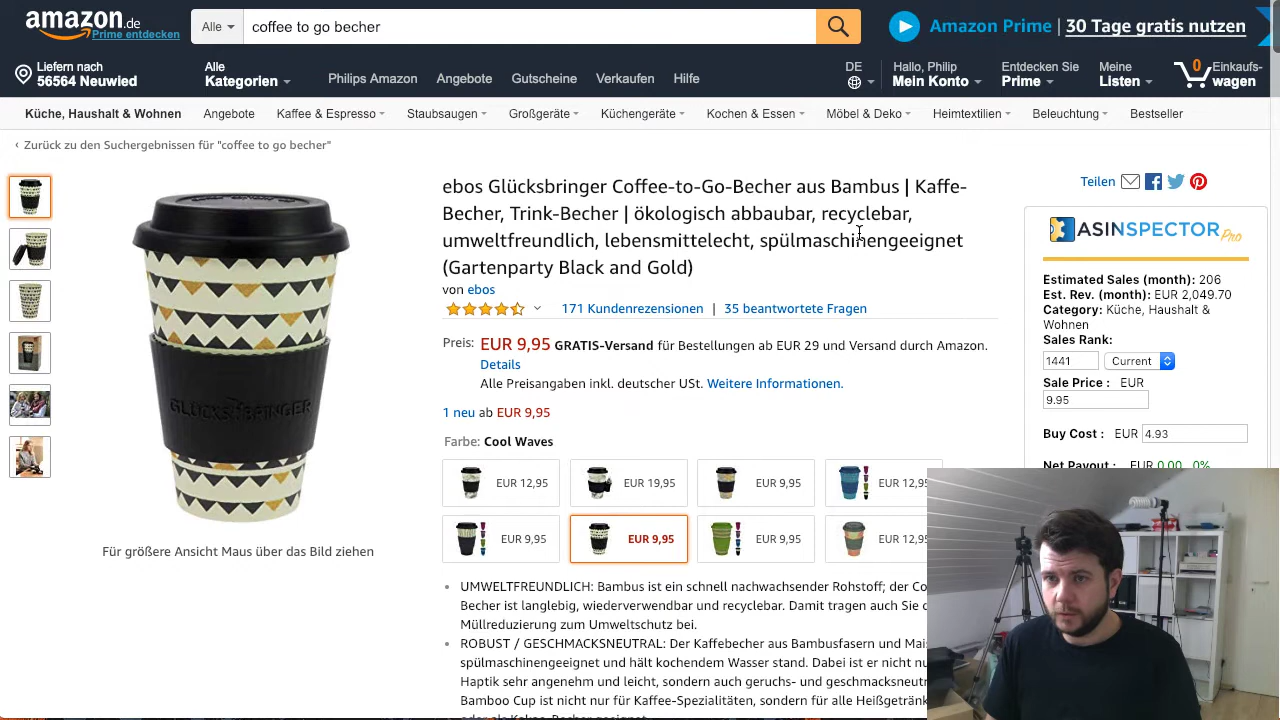 amazon.de
Prime entdecken
Alle
coffee to go becher
Amazon Prime | 30 Tage gratis nutzen
Liefern nach
56564 Neuwied
Alle
Kategorien
Philips Amazon
Angebote
Gutscheine
Verkaufen
Hilfe
DE
Hallo, Philip
Mein Konto
Entdecken Sie
Prime
Meine
Listen
0
Einkaufs-
wagen
Küche, Haushalt & Wohnen
Angebote
Kaffee & Espresso
Staubsaugen
Großgeräte
Küchengeräte
Kochen & Essen
Möbel & Deko
Heimtextilien
Beleuchtung
Bestseller
‹ Zurück zu den Suchergebnissen für "coffee to go becher"
GLÜCKSBRINGER
Für größere Ansicht Maus über das Bild ziehen
ebos Glücksbringer Coffee-to-Go-Becher aus Bambus | Kaffe-
Becher, Trink-Becher | ökologisch abbaubar, recyclebar,
umweltfreundlich, lebensmittelecht, spülmaschinengeeignet
(Gartenparty Black and Gold)
von ebos
171 Kundenrezensionen | 35 beantwortete Fragen
Preis: EUR 9,95 GRATIS-Versand für Bestellungen ab EUR 29 und Versand durch Amazon.
Details
Alle Preisangaben inkl. deutscher USt. Weitere Informationen.
1 neu ab EUR 9,95
Farbe: Cool Waves
EUR 12,95
EUR 19,95
EUR 9,95
EUR 12,95
EUR 9,95
EUR 9,95
EUR 9,95
EUR 12,95
• UMWELTFREUNDLICH: Bambus ist ein schnell nachwachsender Rohstoff; der Co
Becher ist langlebig, wiederverwendbar und recyclebar. Damit tragen auch Sie
Müllreduzierung zum Umweltschutz bei.
• ROBUST / GESCHMACKSNEUTRAL: Der Kaffebecher aus Bambusfasern und Mai
spülmaschinengeeignet und hält kochendem Wasser stand. Dabei ist er nicht nu
Haptik sehr angenehm und leicht, sondern auch geruchs- und geschmacksneutr
Bamboo Cup ist nicht nur für Kaffee-Spezialitäten, sondern für alle Heißgetränk
Teilen
ASINSPECTOR Pro
Estimated Sales (month): 206
Est. Rev. (month): EUR 2,049.70
Category: Küche, Haushalt &
Wohnen
Sales Rank:
1441
Current
Sale Price : EUR
9.95
Buy Cost : EUR 4.93
Net Payout : EUR 0.00 0%